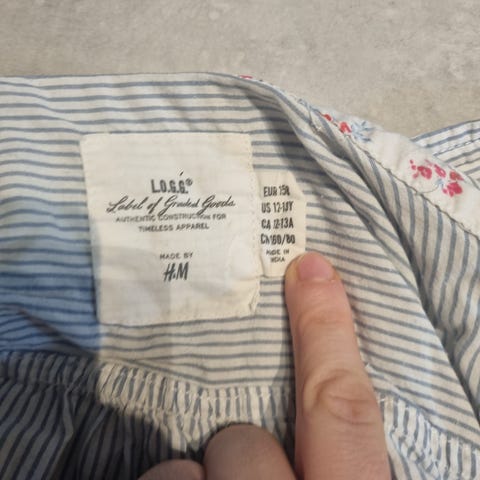 L.O.G.G.®
Label of Graded Goods
AUTHENTIC CONSTRUCTION FOR
TIMELESS APPAREL
MADE BY
H.M
EUR 158
US 12-13Y
CA 12-13A
CN 160/80
MADE IN
INDIA